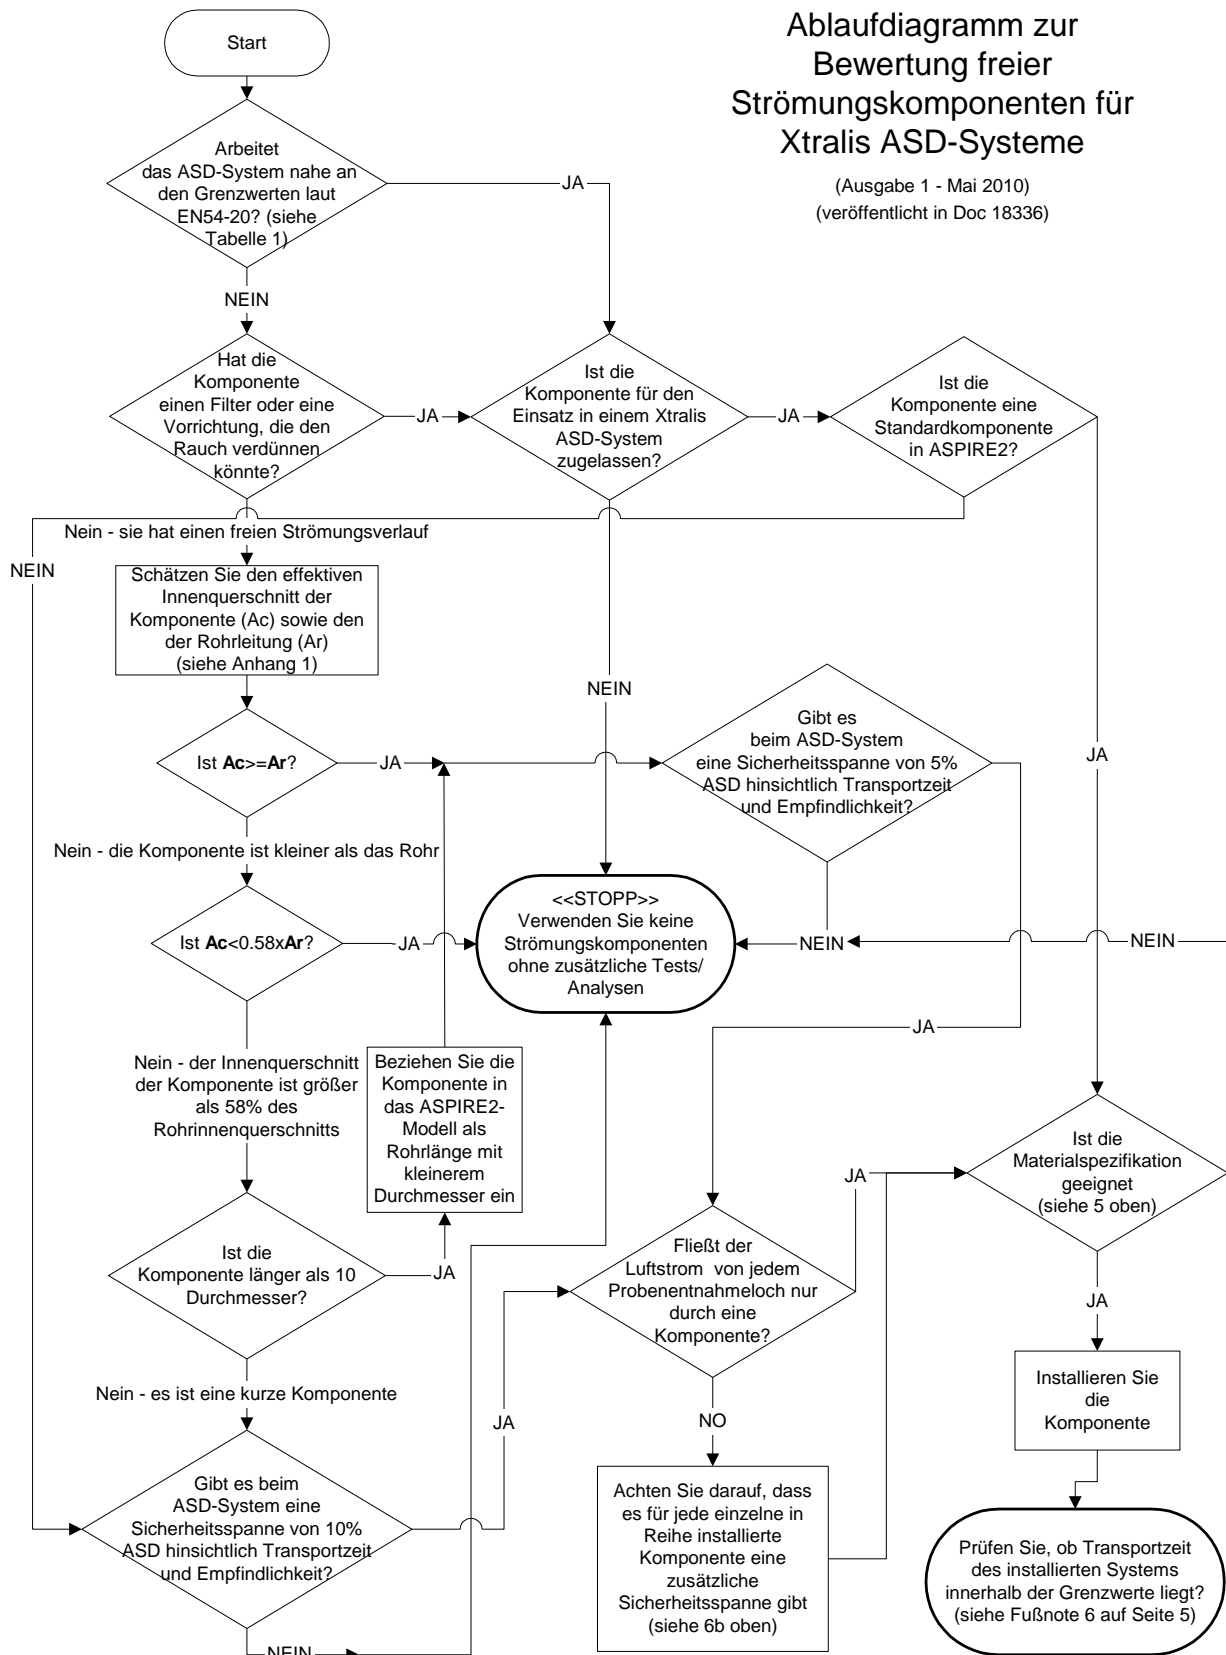 Ablaufdiagramm zur
Bewertung freier
Strömungskomponenten für
Xtralis ASD-Systeme
(Ausgabe 1 - Mai 2010)
(veröffentlicht in Doc 18336)
Start
Arbeitet
das ASD-System nahe an
den Grenzwerten laut
EN54-20? (siehe
Tabelle 1)
JA
NEIN
Hat die
Komponente
einen Filter oder eine
Vorrichtung, die den
Rauch verdünnen
könnte?
JA
Ist die
Komponente für den
Einsatz in einem Xtralis
ASD-System
zugelassen?
JA
Ist die
Komponente eine
Standardkomponente
in ASPIRE2?
Nein - sie hat einen freien Strömungsverlauf
NEIN
Schätzen Sie den effektiven
Innenquerschnitt der
Komponente (Ac) sowie den
der Rohrleitung (Ar)
(siehe Anhang 1)
NEIN
Gibt es
beim ASD-System
eine Sicherheitsspanne von 5%
ASD hinsichtlich Transportzeit
und Empfindlichkeit?
JA
Ist Ac>=Ar?
JA
Nein - die Komponente ist kleiner als das Rohr
<<STOPP>>
Verwenden Sie keine
Strömungskomponenten
ohne zusätzliche Tests/
Analysen
Ist Ac<0.58xAr?
JA
NEIN
NEIN
JA
Nein - der Innenquerschnitt
der Komponente ist größer
als 58% des
Rohrinnenquerschnitts
Beziehen Sie die
Komponente in
das ASPIRE2-
Modell als
Rohrlänge mit
kleinerem
Durchmesser ein
Ist die
Materialspezifikation
geeignet
(siehe 5 oben)
JA
Ist die
Komponente länger als 10
Durchmesser?
JA
Fließt der
Luftstrom von jedem
Probenentnahmeloch nur
durch eine
Komponente?
JA
Nein - es ist eine kurze Komponente
JA
NO
Installieren Sie
die
Komponente
Gibt es beim
ASD-System eine
Sicherheitsspanne von 10%
ASD hinsichtlich Transportzeit
und Empfindlichkeit?
Achten Sie darauf, dass
es für jede einzelne in
Reihe installierte
Komponente eine
zusätzliche
Sicherheitsspanne gibt
(siehe 6b oben)
Prüfen Sie, ob Transportzeit
des installierten Systems
innerhalb der Grenzwerte liegt?
(siehe Fußnote 6 auf Seite 5)
NEIN